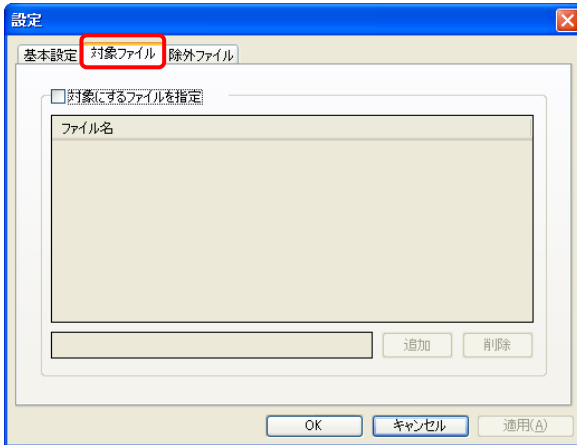 設定
基本設定 対象ファイル 除外ファイル
対象にするファイルを指定
ファイル名
追加 削除
OK キャンセル 適用(A)